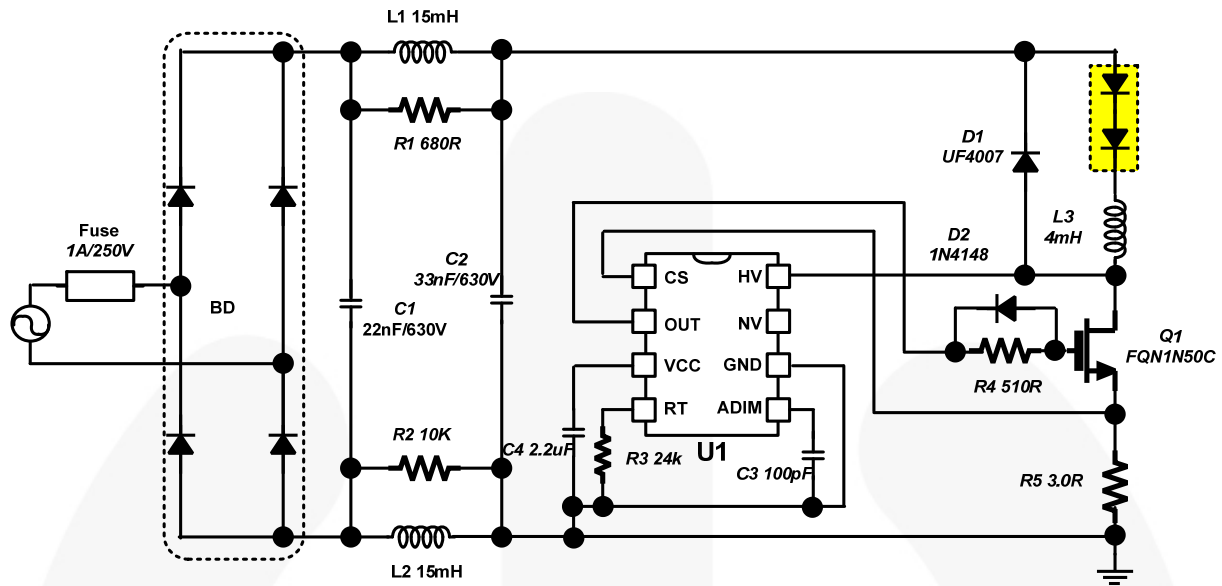 L1 15mH
R1 680R
D1
UF4007
Fuse
1A/250V
BD
C2
33nF/630V
C1
22nF/630V
D2
1N4148
L3
4mH
CS
HV
OUT
NV
VCC
GND
RT
ADIM
U1
Q1
FQN1N50C
R4 510R
R2 10K
C4 2.2uF
R3 24k
C3 100pF
R5 3.0R
L2 15mH